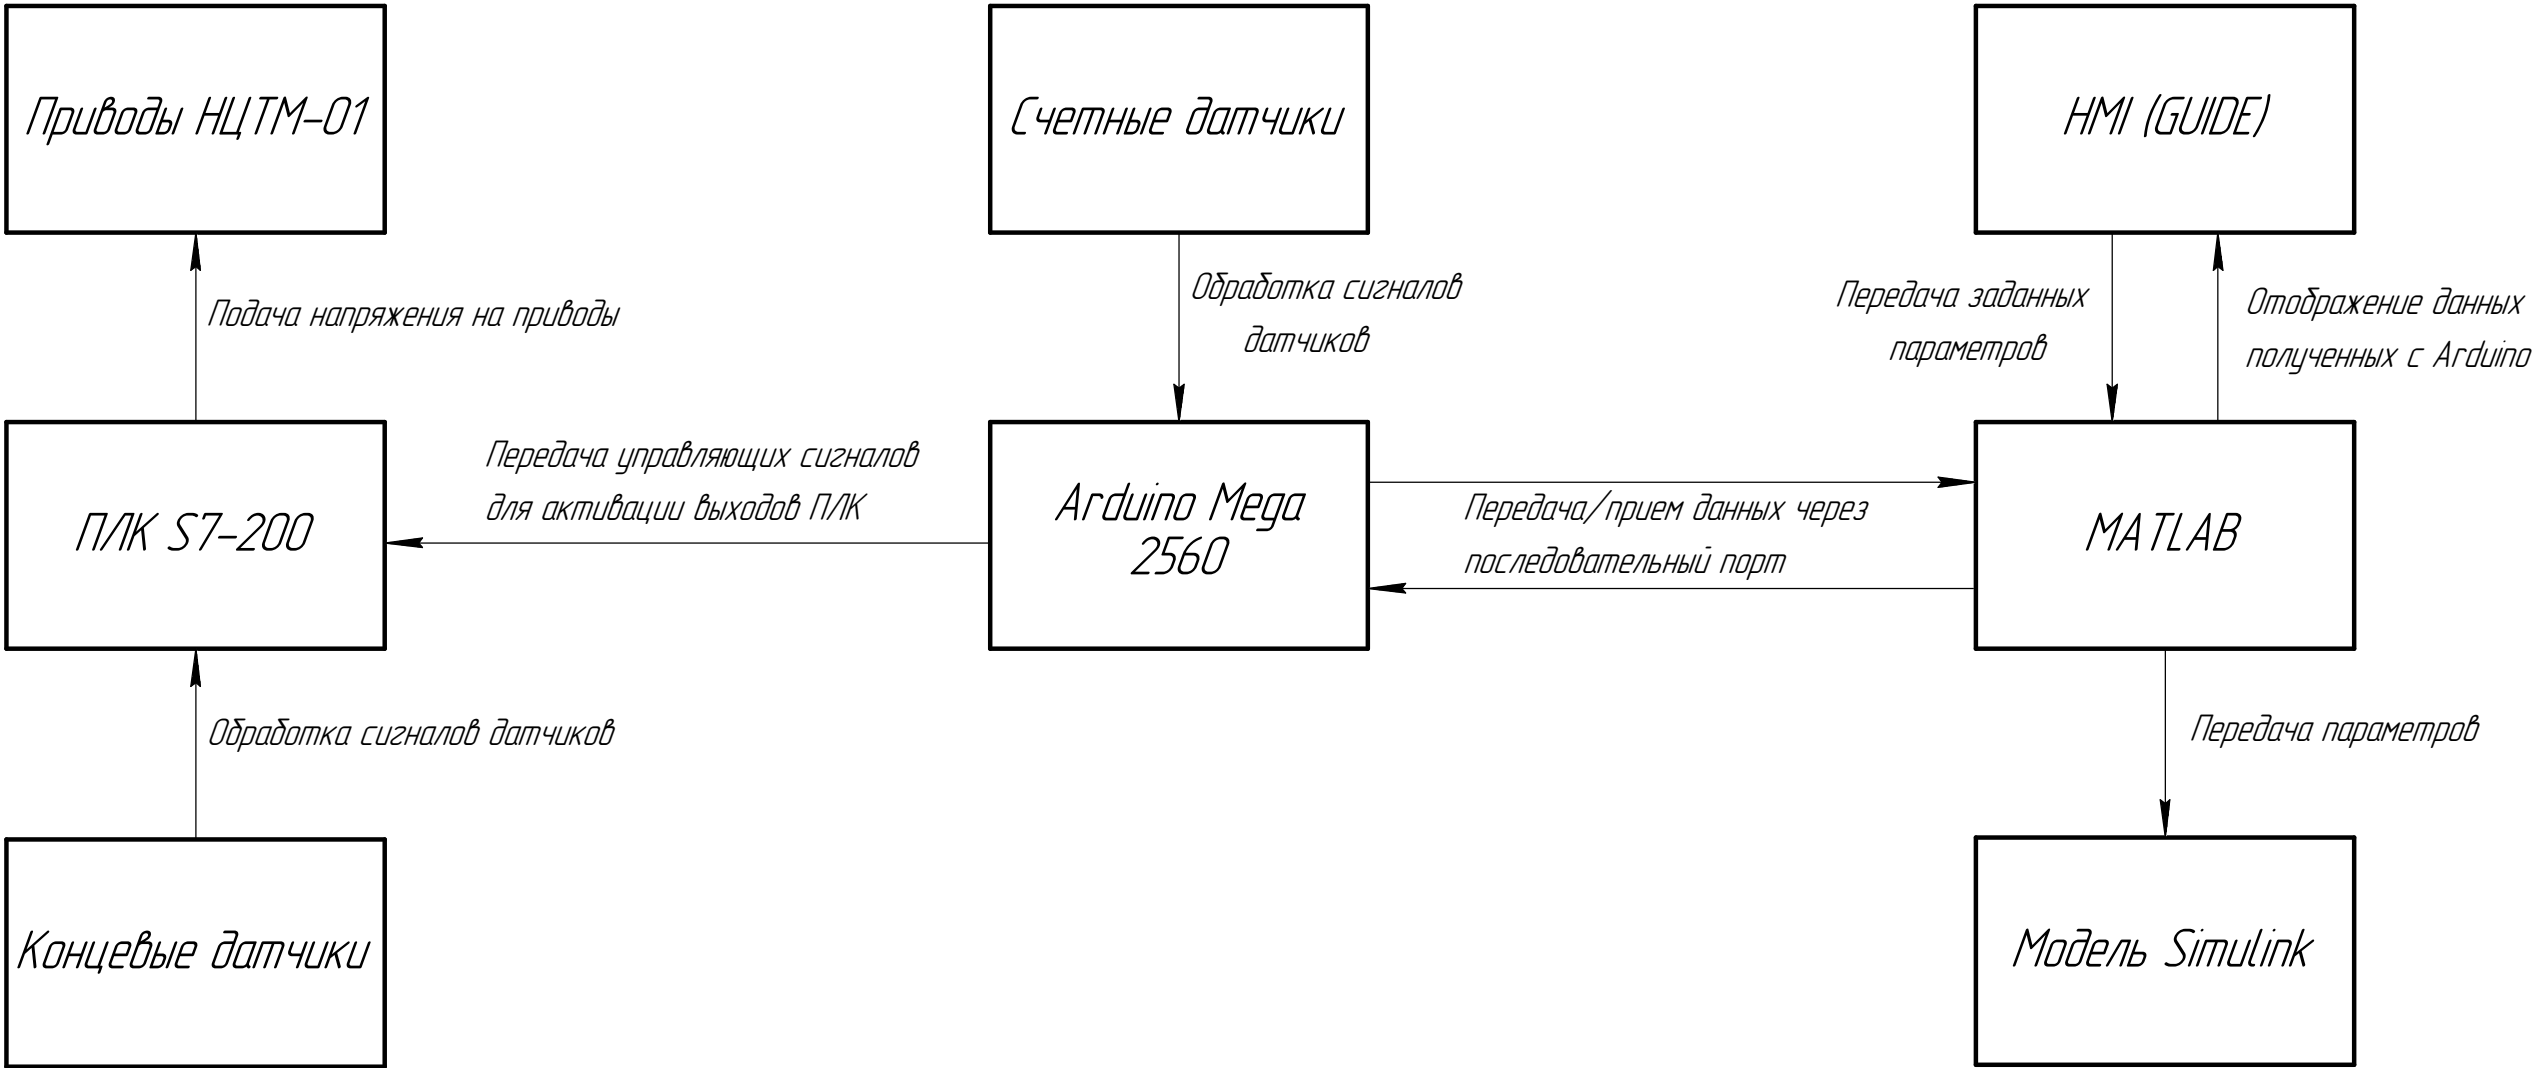 Приводы НЦТМ-01
Счетные датчики
HMI (GUIDE)
Подача напряжения на приводы
Обработка сигналов
датчиков
Передача заданных
параметров
Отображение данных
полученных с Arduino
ПЛК S7-200
Передача управляющих сигналов
для активации выходов ПЛК
Arduino Mega
2560
Передача/прием данных через
последовательный порт
MATLAB
Обработка сигналов датчиков
Передача параметров
Концевые датчики
Модель Simulink